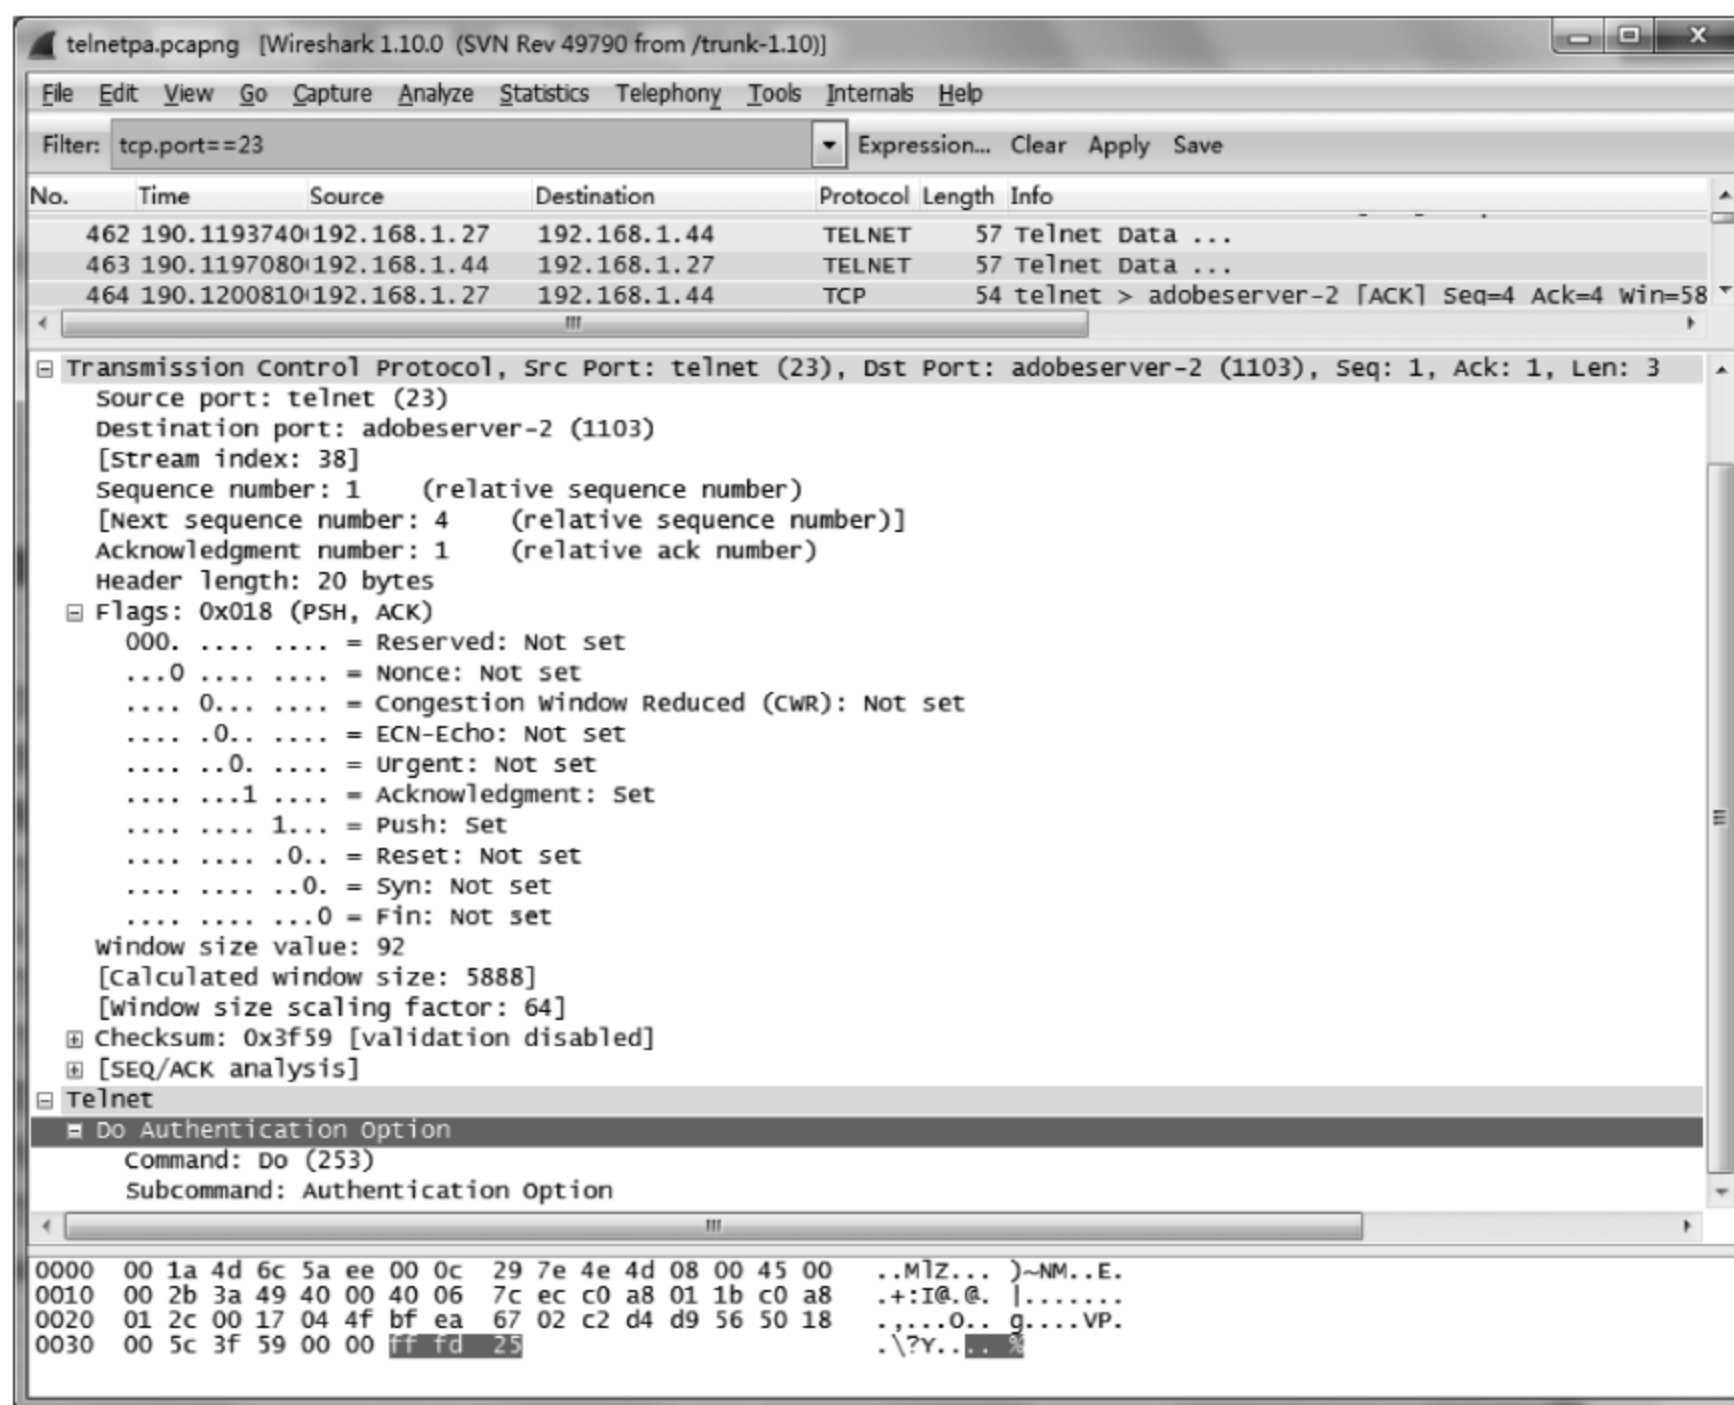 telnetpa.pcapng [Wireshark 1.10.0 (SVN Rev 49790 from /trunk-1.10)]
File Edit View Go Capture Analyze Statistics Telephony Tools Internals Help
Filter: tcp.port==23 Expression... Clear Apply Save
No. Time Source Destination Protocol Length Info
462 190.1193740 192.168.1.27 192.168.1.44 TELNET 57 Telnet Data ...
463 190.1197080 192.168.1.44 192.168.1.27 TELNET 57 Telnet Data ...
464 190.1200810 192.168.1.27 192.168.1.44 TCP 54 telnet > adobeserver-2 [ACK] Seq=4 Ack=4 Win=58
Transmission Control Protocol, Src Port: telnet (23), Dst Port: adobeserver-2 (1103), Seq: 1, Ack: 1, Len: 3
Source port: telnet (23)
Destination port: adobeserver-2 (1103)
[Stream index: 38]
Sequence number: 1 (relative sequence number)
[Next sequence number: 4 (relative sequence number)]
Acknowledgment number: 1 (relative ack number)
Header length: 20 bytes
Flags: 0x018 (PSH, ACK)
000. .... .... = Reserved: Not set
...0 .... .... = Nonce: Not set
.... 0... .... = Congestion Window Reduced (CWR): Not set
.... .0.. .... = ECN-Echo: Not set
.... ..0. .... = Urgent: Not set
.... ...1 .... = Acknowledgment: Set
.... .... 1... = Push: Set
.... .... .0.. = Reset: Not set
.... .... ..0. = Syn: Not set
.... .... ...0 = Fin: Not set
Window size value: 92
[Calculated window size: 5888]
[Window size scaling factor: 64]
Checksum: 0x3f59 [validation disabled]
[SEQ/ACK analysis]
Telnet
Do Authentication Option
Command: Do (253)
Subcommand: Authentication Option
0000 00 1a 4d 6c 5a ee 00 0c 29 7e 4e 4d 08 00 45 00 ..MlZ... )~NM..E.
0010 00 2b 3a 49 40 00 40 06 7c ec c0 a8 01 1b c0 a8 .+:I@.@. |.......
0020 01 2c 00 17 04 4f bf ea 67 02 c2 d4 d9 56 50 18 .,...O.. g....VP.
0030 00 5c 3f 59 00 00 ff fd 25 .\?Y.... %